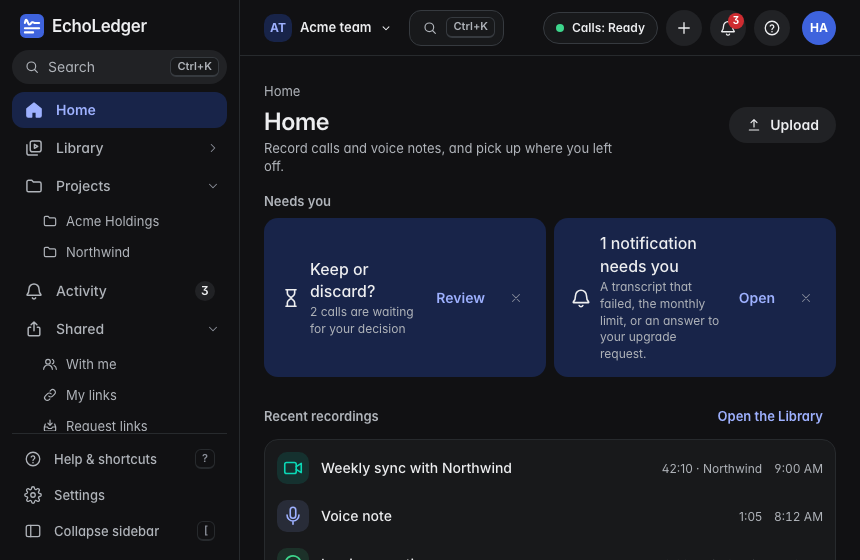 EchoLedger
Search Ctrl+K
Home
Library
Projects
Acme Holdings
Northwind
Activity 3
Shared
With me
My links
Request links
Help & shortcuts ?
Settings
Collapse sidebar [
AT Acme team Ctrl+K Calls: Ready 3 HA
Home
Home
Upload
Record calls and voice notes, and pick up where you left
off.
Needs you
Keep or
discard?
2 calls are waiting
for your decision
Review
1 notification
needs you
A transcript that
failed, the monthly
limit, or an answer to
your upgrade
request.
Open
Recent recordings Open the Library
Weekly sync with Northwind 42:10 · Northwind 9:00 AM
Voice note 1:05 8:12 AM